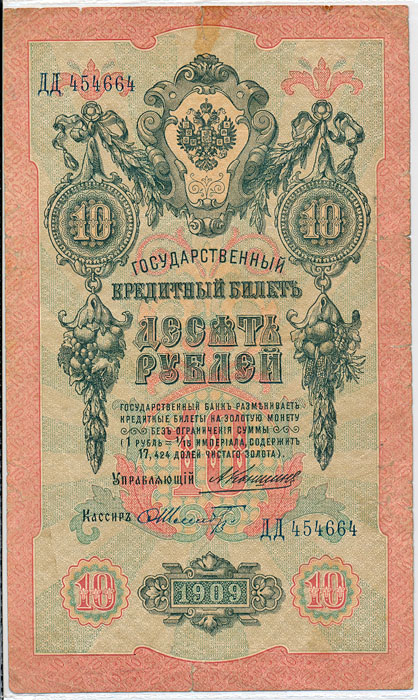 ДД 454664
10 10
ГОСУДАРСТВЕННЫЙ
КРЕДИТНЫЙ БИЛЕТЪ
ДЕСЯТЬ
РУБЛЕЙ
ГОСУДАРСТВЕННЫЙ БАНКЪ РАЗМѢНИВАЕТЪ
КРЕДИТНЫЕ БИЛЕТЫ НА ЗОЛОТУЮ МОНЕТУ
БЕЗЪ ОГРАНИЧЕНІЯ СУММЫ
(1 РУБЛЬ = 1/15 ИМПЕРІАЛА, СОДЕРЖИТЪ
17,424 ДОЛЕЙ ЧИСТАГО ЗОЛОТА).
10
Управляющій
Кассиръ
ДД 454664
10 1909 10